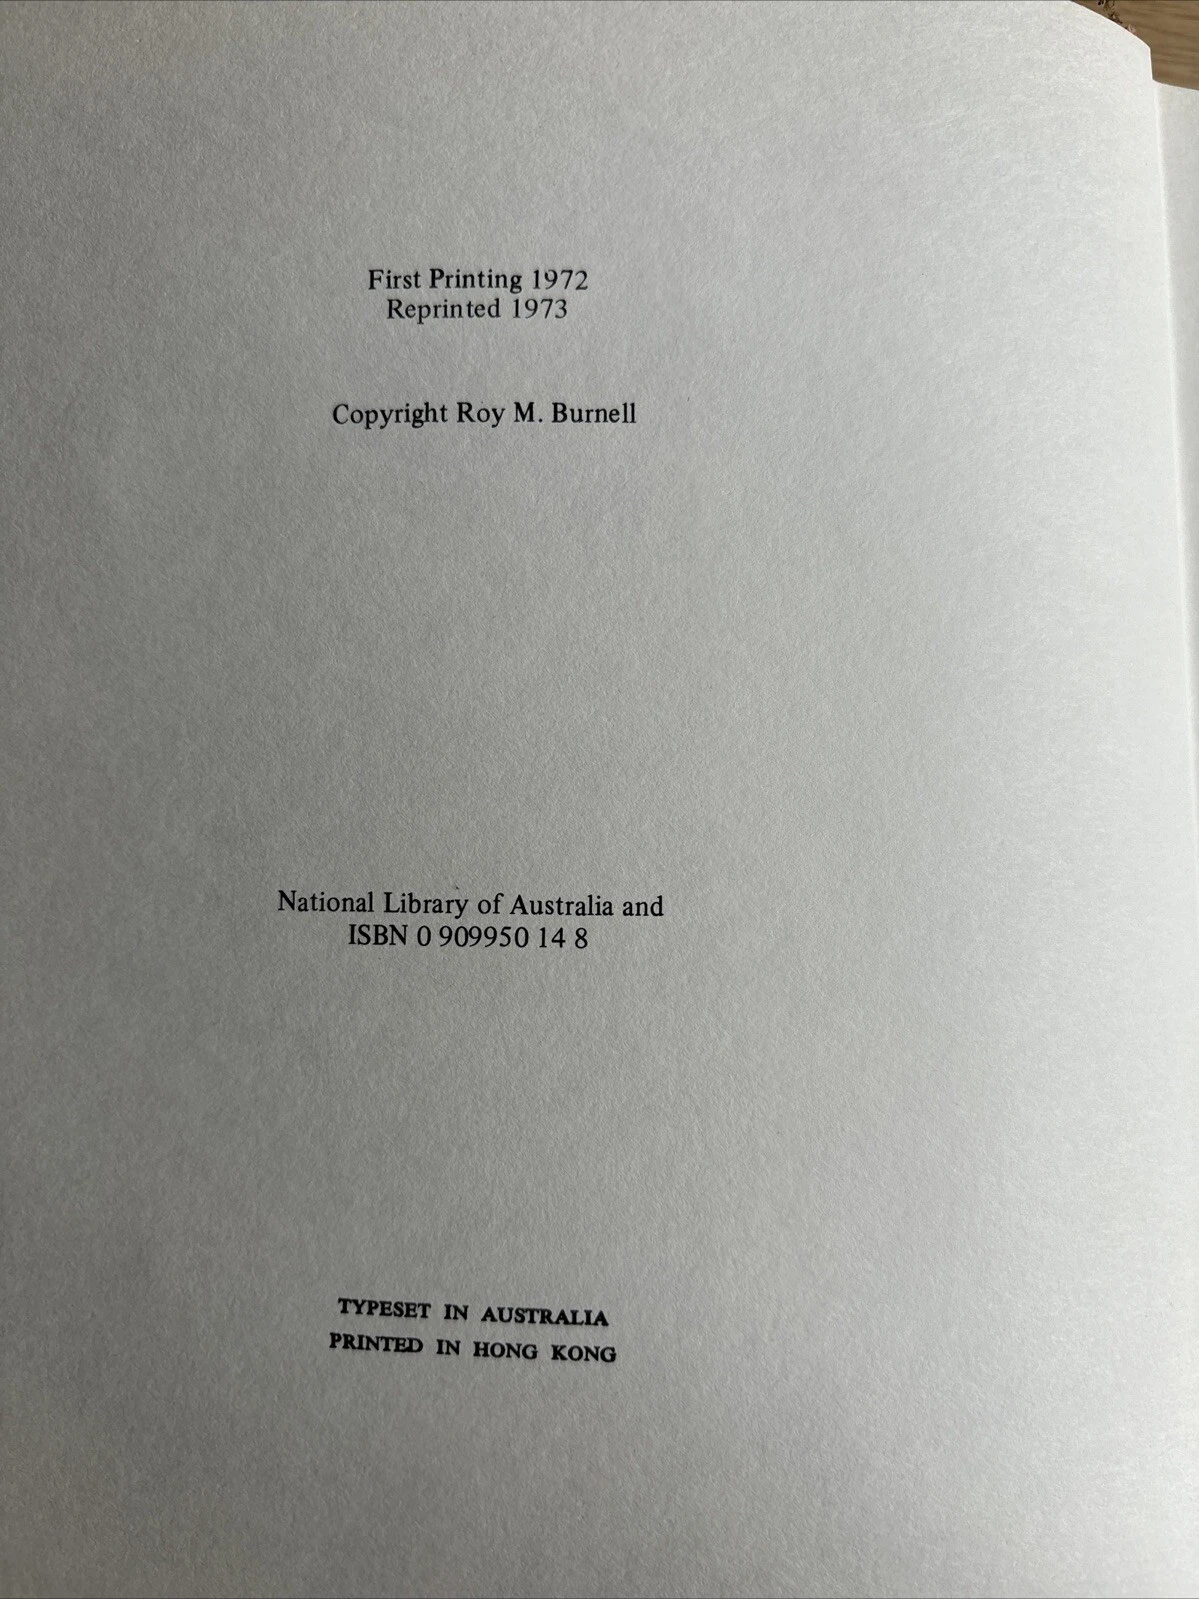 First Printing 1972
Reprinted 1973
Copyright Roy M. Burnell
National Library of Australia and
ISBN 0 909950 14 8
TYPESET IN AUSTRALIA
PRINTED IN HONG KONG